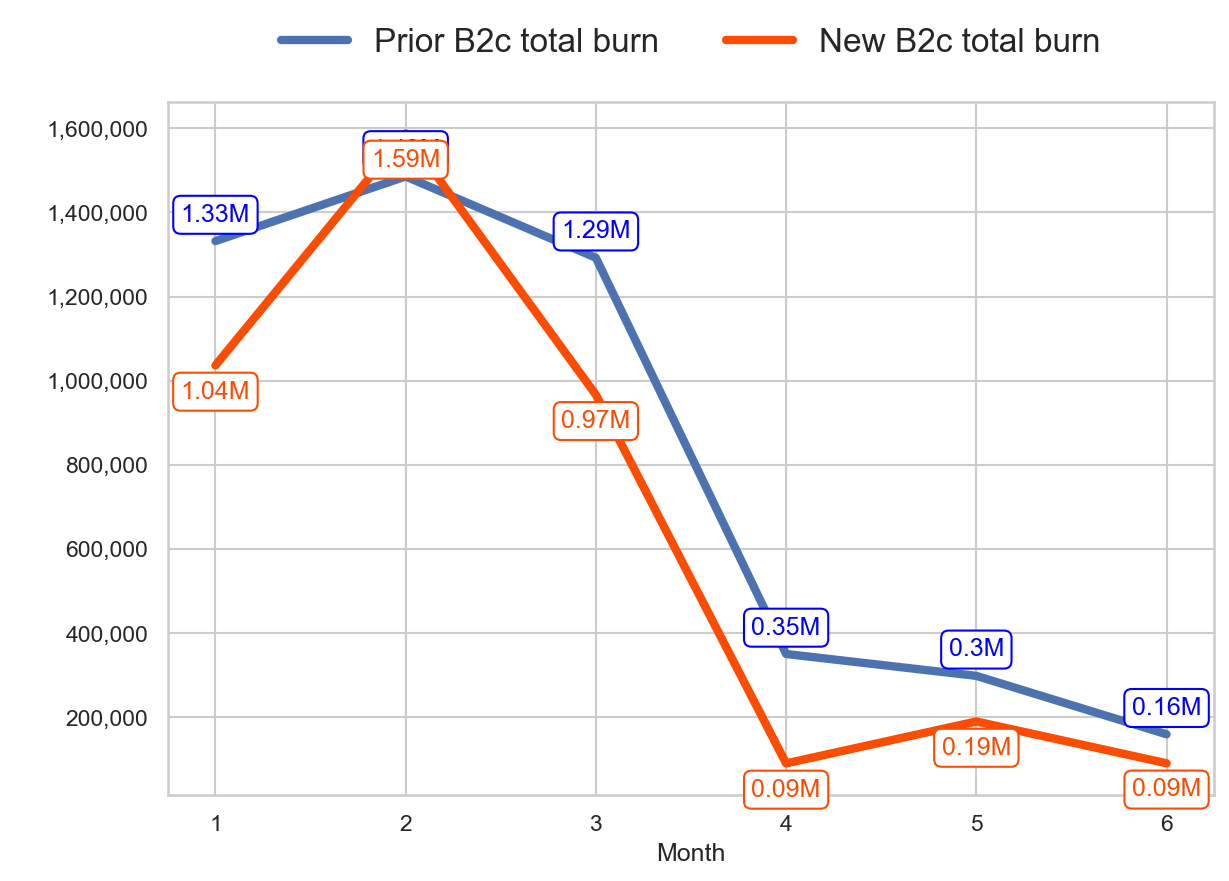 Prior B2c total burn New B2c total burn
1,600,000
1,400,000
1,200,000
1,000,000
800,000
600,000
400,000
200,000
1.59M
1.33M
1.29M
1.04M
0.97M
0.35M
0.3M
0.16M
0.19M
0.09M
0.09M
1 2 3 4 5 6
Month